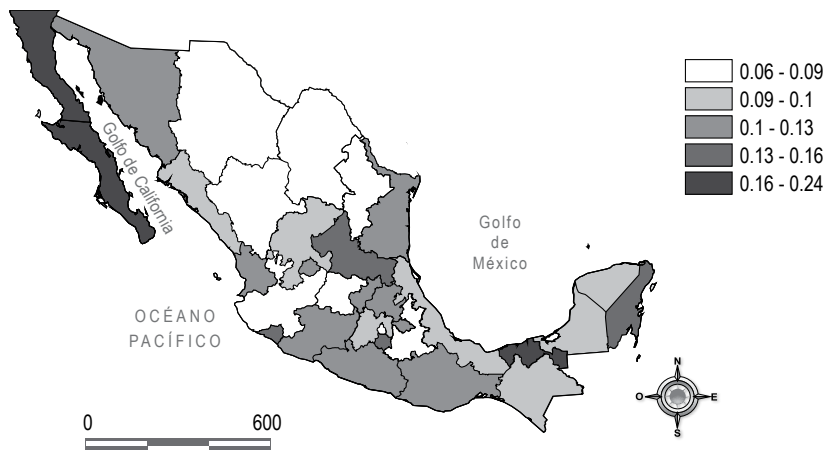 0.06 - 0.09
0.09 - 0.1
0.1 - 0.13
0.13 - 0.16
0.16 - 0.24
Golfo de California
Golfo
de
México
OCÉANO
PACÍFICO
N
O
E
S
0
600